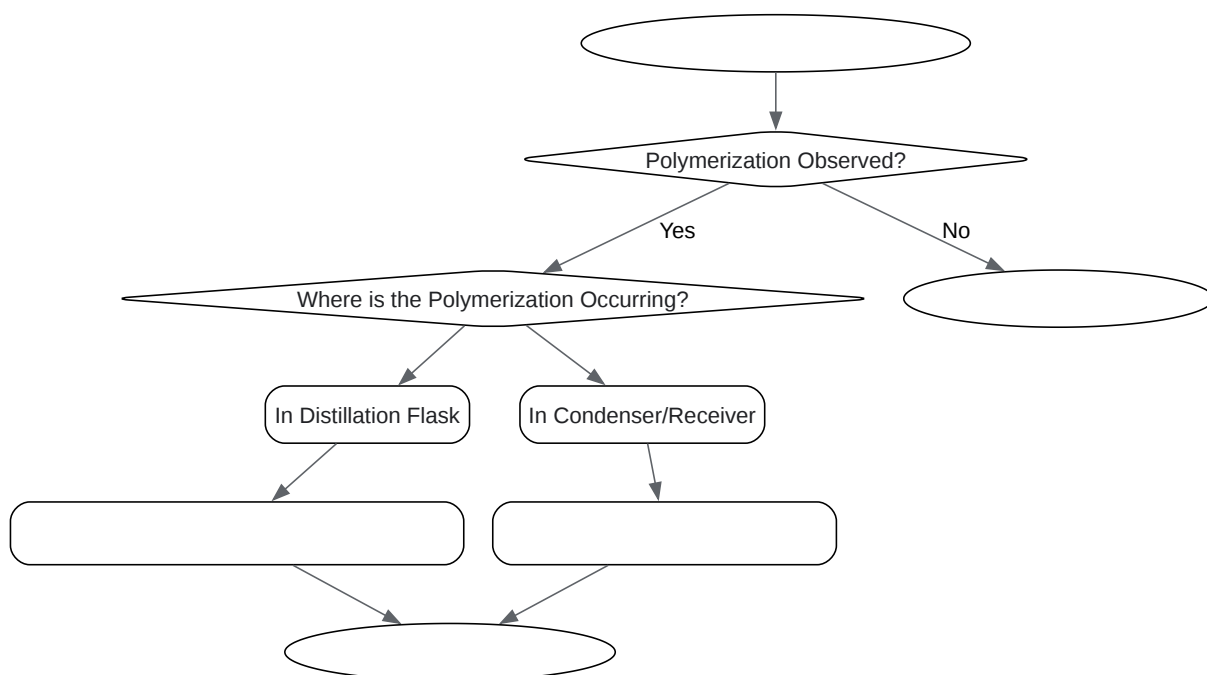 Polymerization Observed?
Yes
No
Where is the Polymerization Occurring?
In Distillation Flask
In Condenser/Receiver